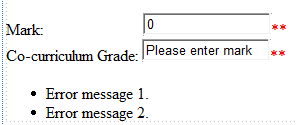 Mark: 0 **
Co-curriculum Grade: Please enter mark **
• Error message 1.
• Error message 2.